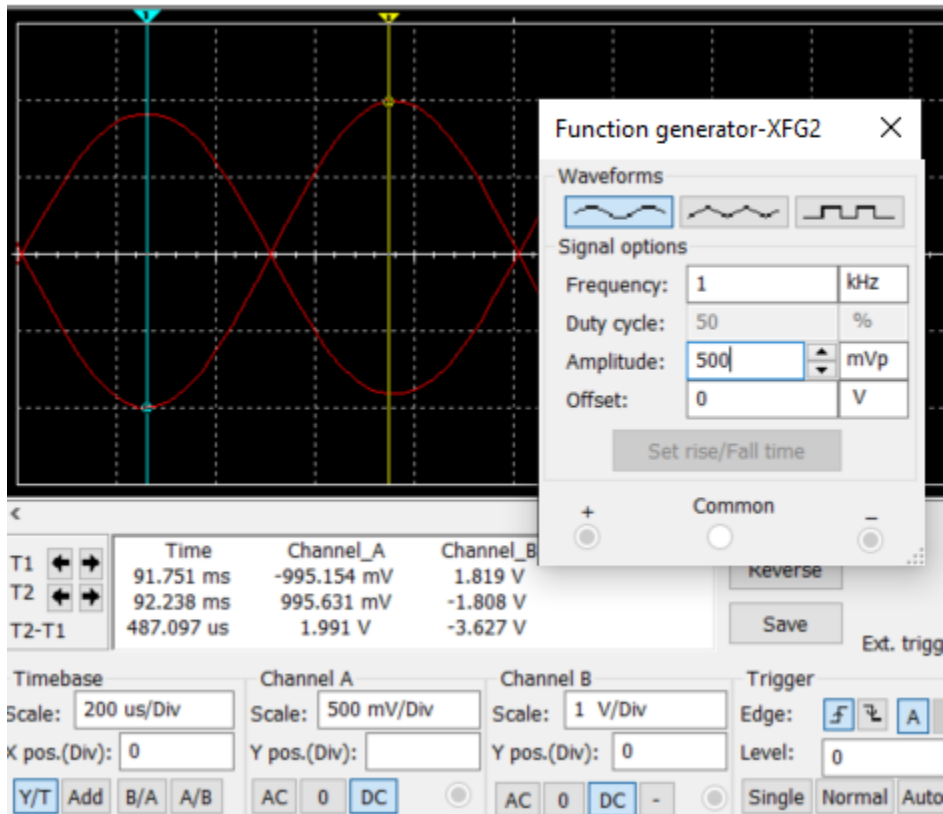 1
2
Function generator-XFG2
Waveforms
Signal options
Frequency: 1 kHz
Duty cycle: 50 %
Amplitude: 500 mVp
Offset: 0 V
Set rise/Fall time
+ Common −
T1
T2
T2-T1
Time Channel_A Channel_B
91.751 ms -995.154 mV 1.819 V
92.238 ms 995.631 mV -1.808 V
487.097 us 1.991 V -3.627 V
Reverse
Save
Ext. trigg
Timebase
Scale: 200 us/Div
X pos.(Div): 0
Y/T Add B/A A/B
Channel A
Scale: 500 mV/Div
Y pos.(Div):
AC 0 DC
Channel B
Scale: 1 V/Div
Y pos.(Div): 0
AC 0 DC -
Trigger
Edge: A
Level: 0
Single Normal Auto